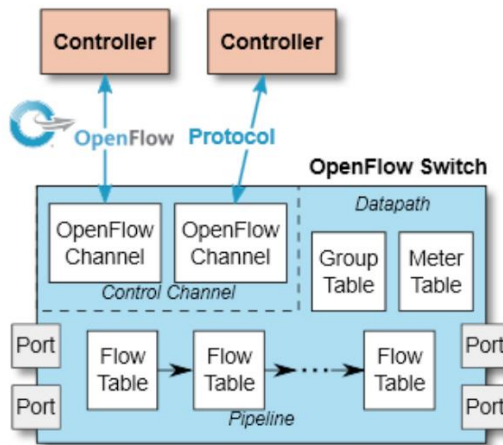 Controller
Controller
OpenFlow
Protocol
OpenFlow Switch
Datapath
OpenFlow
Channel
OpenFlow
Channel
Control Channel
Group
Table
Meter
Table
Port
Port
Flow
Table
Flow
Table
Flow
Table
Pipeline
Port
Port